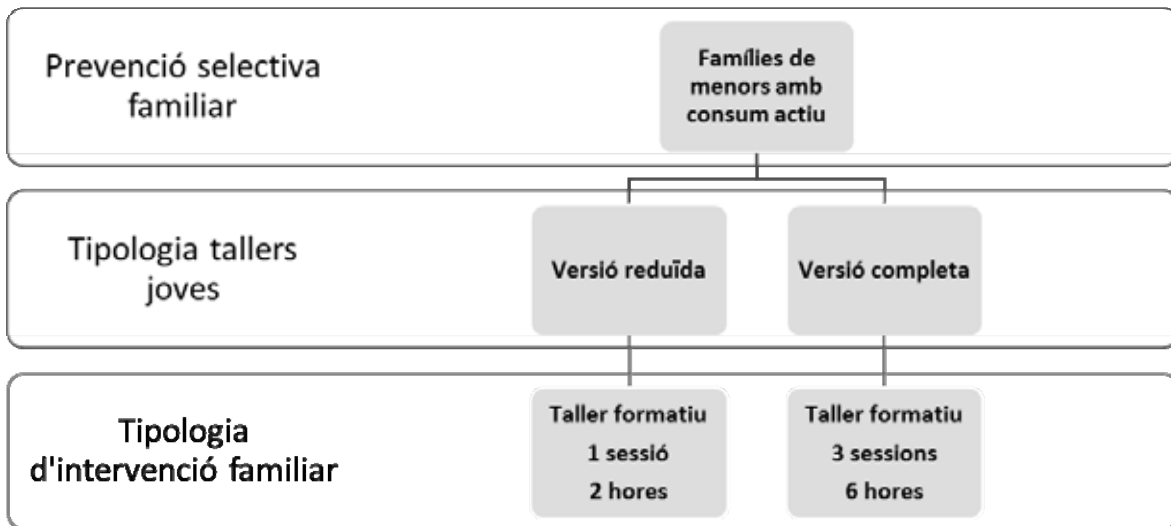 Prevenció selectiva
familiar
Famílies de
menors amb
consum actiu
Tipologia tallers
joves
Versió reduïda
Versió completa
Tipologia
d'intervenció familiar
Taller formatiu
1 sessió
2 hores
Taller formatiu
3 sessions
6 hores